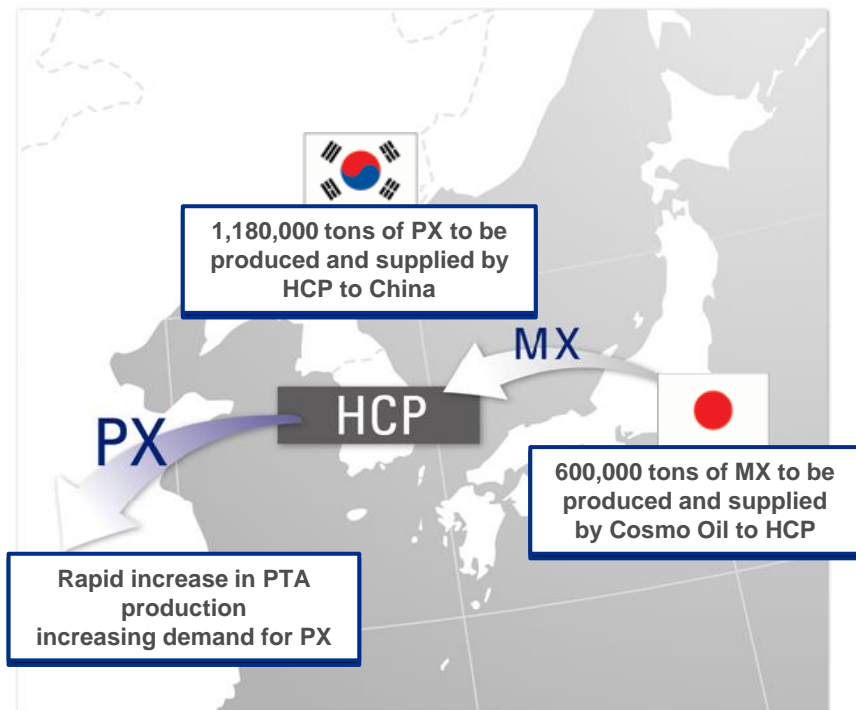 1,180,000 tons of PX to be
produced and supplied by
HCP to China
MX
HCP
PX
600,000 tons of MX to be
produced and supplied
by Cosmo Oil to HCP
Rapid increase in PTA
production
increasing demand for PX